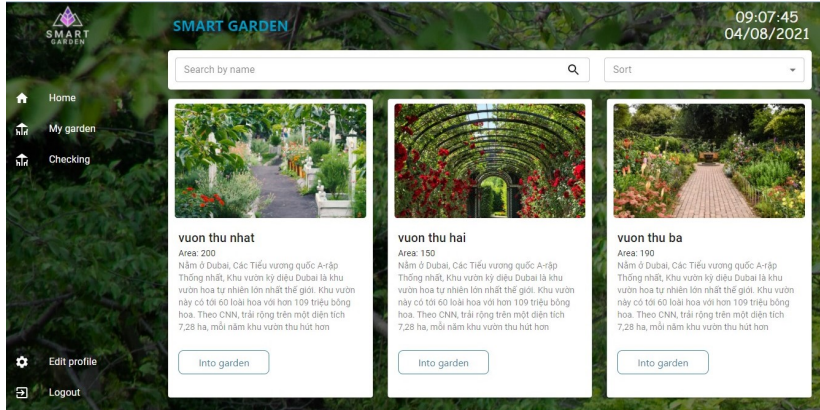 SMART
GARDEN
SMART GARDEN
09:07:45
04/08/2021
Search by name
Sort
Home
My garden
Checking
vuon thu nhat
Area: 200
Nằm ở Dubai, Các Tiểu vương quốc A-rập
Thống nhất, Khu vườn kỳ diệu Dubai là khu
vườn hoa tự nhiên lớn nhất thế giới. Khu vườn
này có tới 60 loài hoa với hơn 109 triệu bông
hoa. Theo CNN, trải rộng trên một diện tích
7,28 ha, mỗi năm khu vườn thu hút hơn
Into garden
vuon thu hai
Area: 150
Nằm ở Dubai, Các Tiểu vương quốc A-rập
Thống nhất, Khu vườn kỳ diệu Dubai là khu
vườn hoa tự nhiên lớn nhất thế giới. Khu vườn
này có tới 60 loài hoa với hơn 109 triệu bông
hoa. Theo CNN, trải rộng trên một diện tích
7,28 ha, mỗi năm khu vườn thu hút hơn
Into garden
vuon thu ba
Area: 190
Nằm ở Dubai, Các Tiểu vương quốc A-rập
Thống nhất, Khu vườn kỳ diệu Dubai là khu
vườn hoa tự nhiên lớn nhất thế giới. Khu vườn
này có tới 60 loài hoa với hơn 109 triệu bông
hoa. Theo CNN, trải rộng trên một diện tích
7,28 ha, mỗi năm khu vườn thu hút hơn
Into garden
Edit profile
Logout